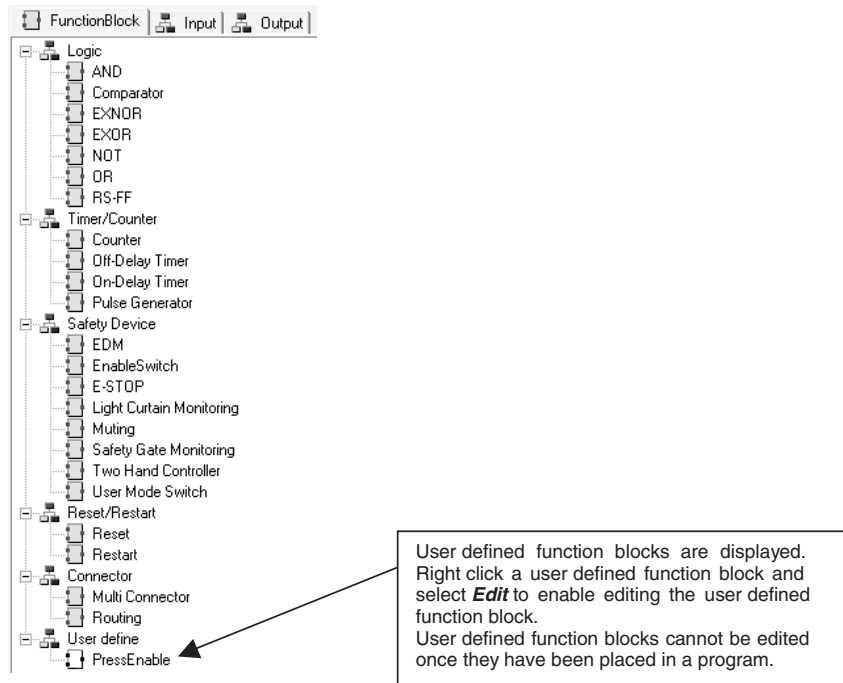 FunctionBlock Input Output
Logic
AND
Comparator
EXNOR
EXOR
NOT
OR
RS-FF
Timer/Counter
Counter
Off-Delay Timer
On-Delay Timer
Pulse Generator
Safety Device
EDM
EnableSwitch
E-STOP
Light Curtain Monitoring
Muting
Safety Gate Monitoring
Two Hand Controller
User Mode Switch
Reset/Restart
Reset
Restart
Connector
Multi Connector
Routing
User define
PressEnable
User defined function blocks are displayed.
Right click a user defined function block and
select Edit to enable editing the user defined
function block.
User defined function blocks cannot be edited
once they have been placed in a program.